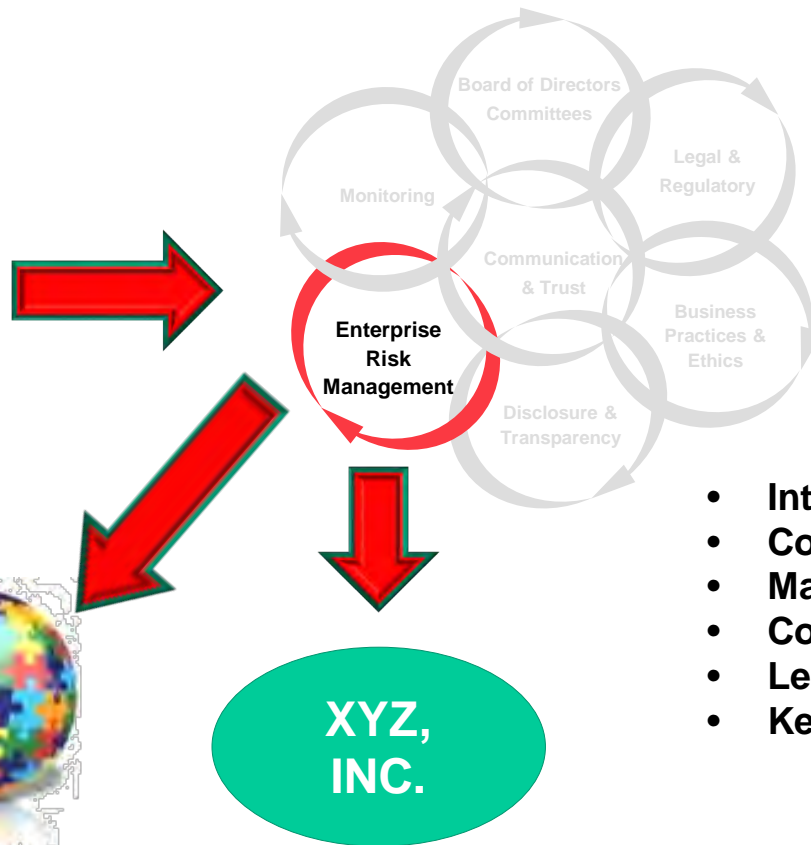 Board of Directors
Committees
Legal &
Regulatory
Monitoring
Communication
& Trust
Business
Practices &
Ethics
Enterprise
Risk
Management
Disclosure &
Transparency
• Int
• Co
• Ma
• Co
• Le
• Ke
XYZ,
INC.